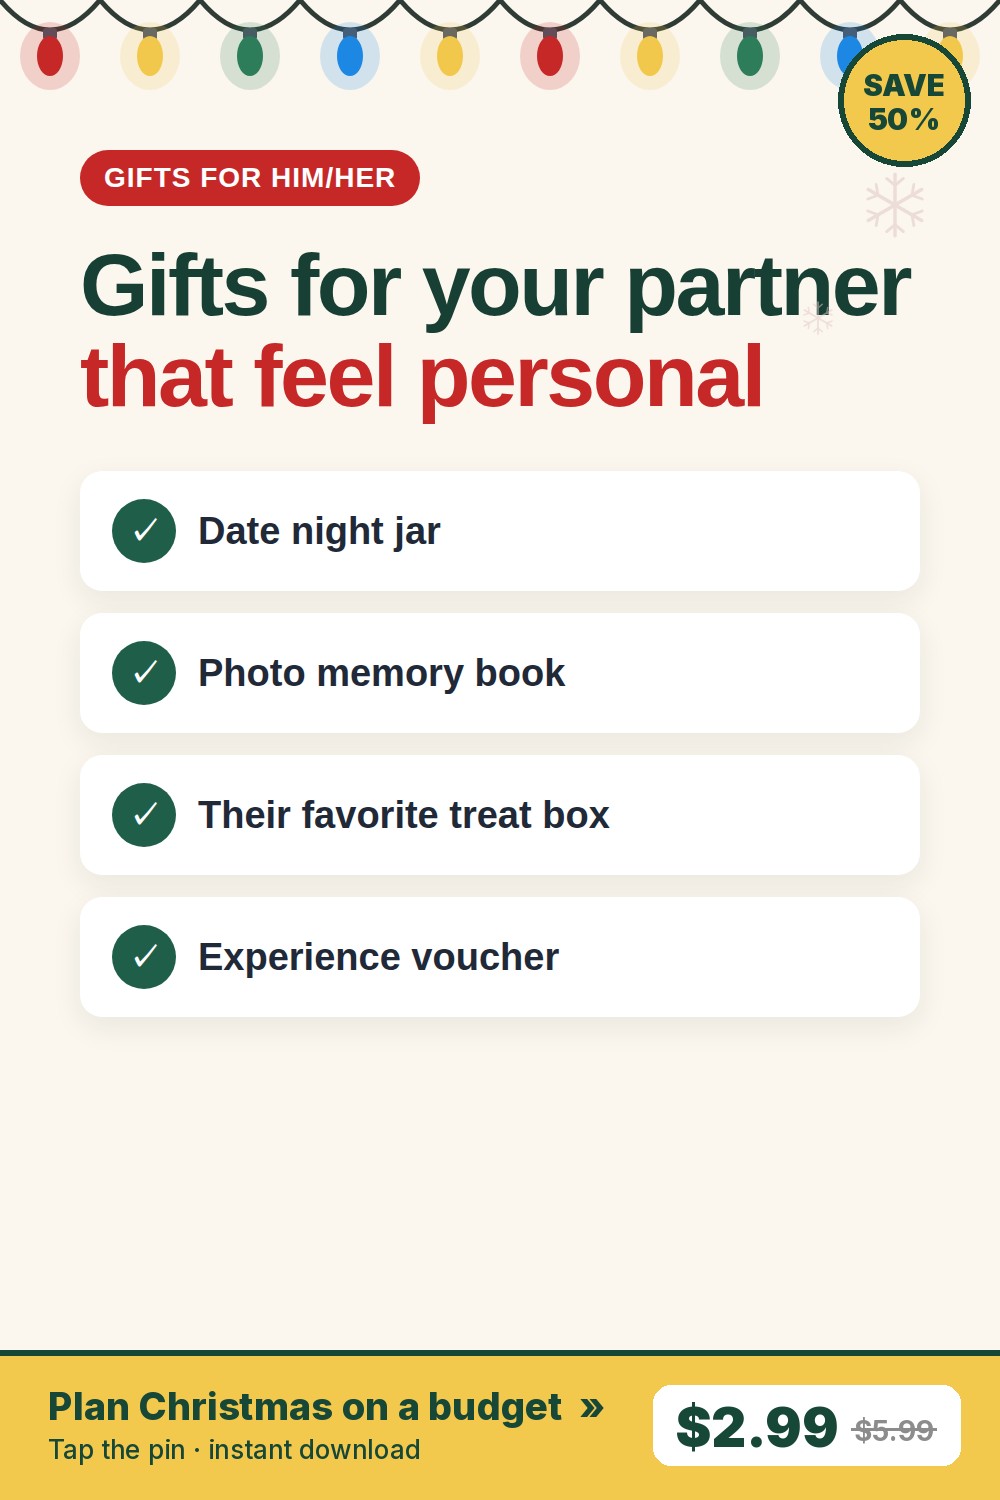 SAVE
50%
GIFTS FOR HIM/HER
Gifts for your partner
that feel personal
✓ Date night jar
✓ Photo memory book
✓ Their favorite treat box
✓ Experience voucher
Plan Christmas on a budget »
Tap the pin · instant download
$2.99 $5.99